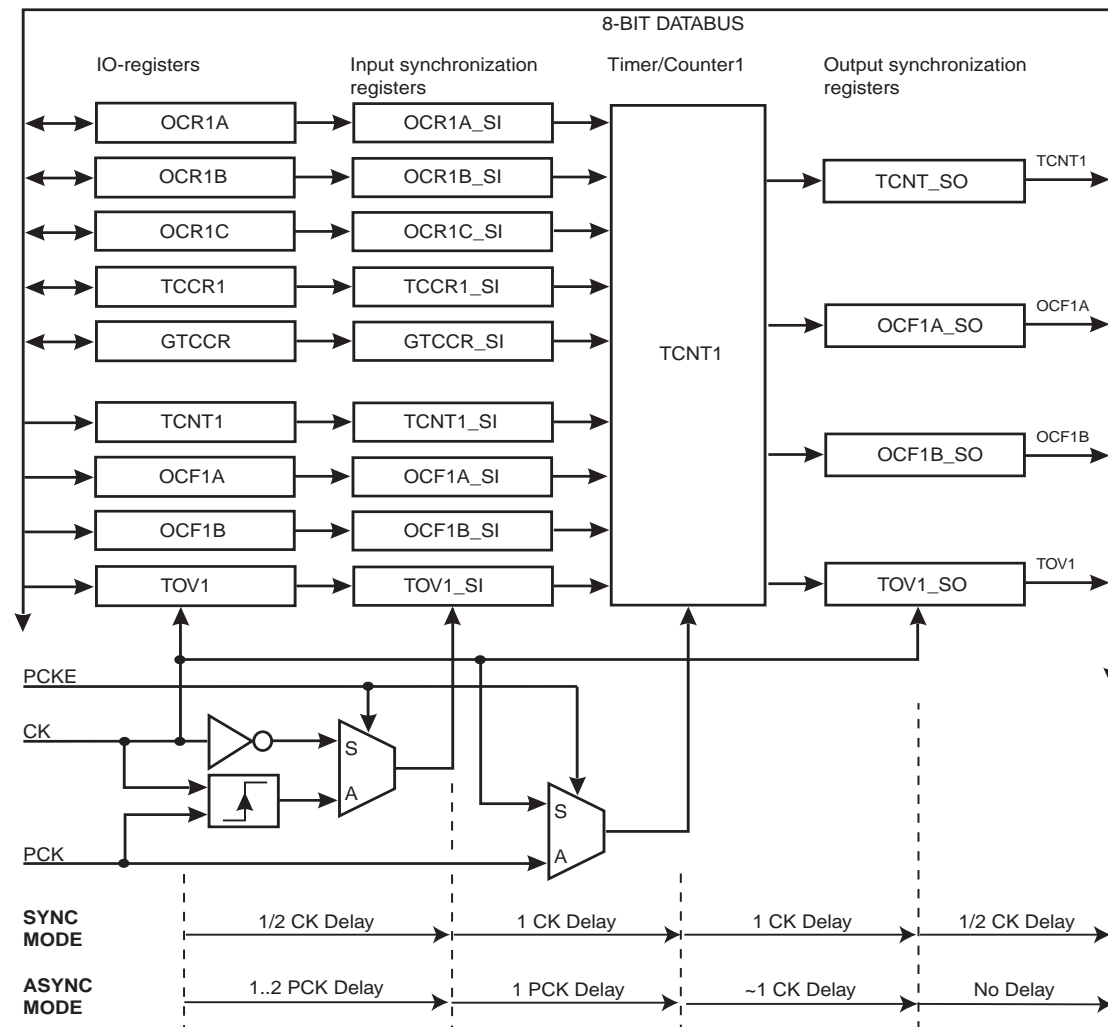 8-BIT DATABUS
IO-registers
Input synchronization
registers
Timer/Counter1
Output synchronization
registers
OCR1A
OCR1A_SI
OCR1B
OCR1B_SI
OCR1C
OCR1C_SI
TCCR1
TCCR1_SI
GTCCR
GTCCR_SI
TCNT1
TCNT1_SI
OCF1A
OCF1A_SI
OCF1B
OCF1B_SI
TOV1
TOV1_SI
TCNT1
TCNT_SO
TCNT1
OCF1A_SO
OCF1A
OCF1B_SO
OCF1B
TOV1_SO
TOV1
PCKE
CK
S
A
S
A
PCK
SYNC
MODE
1/2 CK Delay
1 CK Delay
1 CK Delay
1/2 CK Delay
ASYNC
MODE
1..2 PCK Delay
1 PCK Delay
~1 CK Delay
No Delay